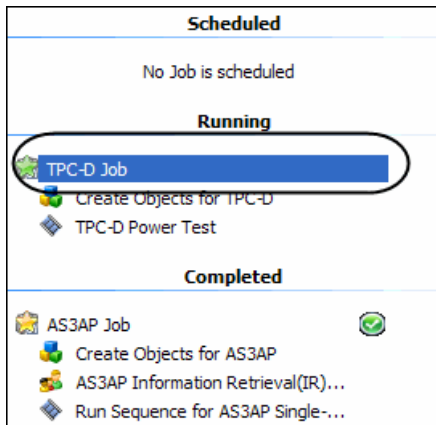 Scheduled
No Job is scheduled
Running
TPC-D Job
Create Objects for TPC-D
TPC-D Power Test
Completed
AS3AP Job
Create Objects for AS3AP
AS3AP Information Retrieval(IR)...
Run Sequence for AS3AP Single-...